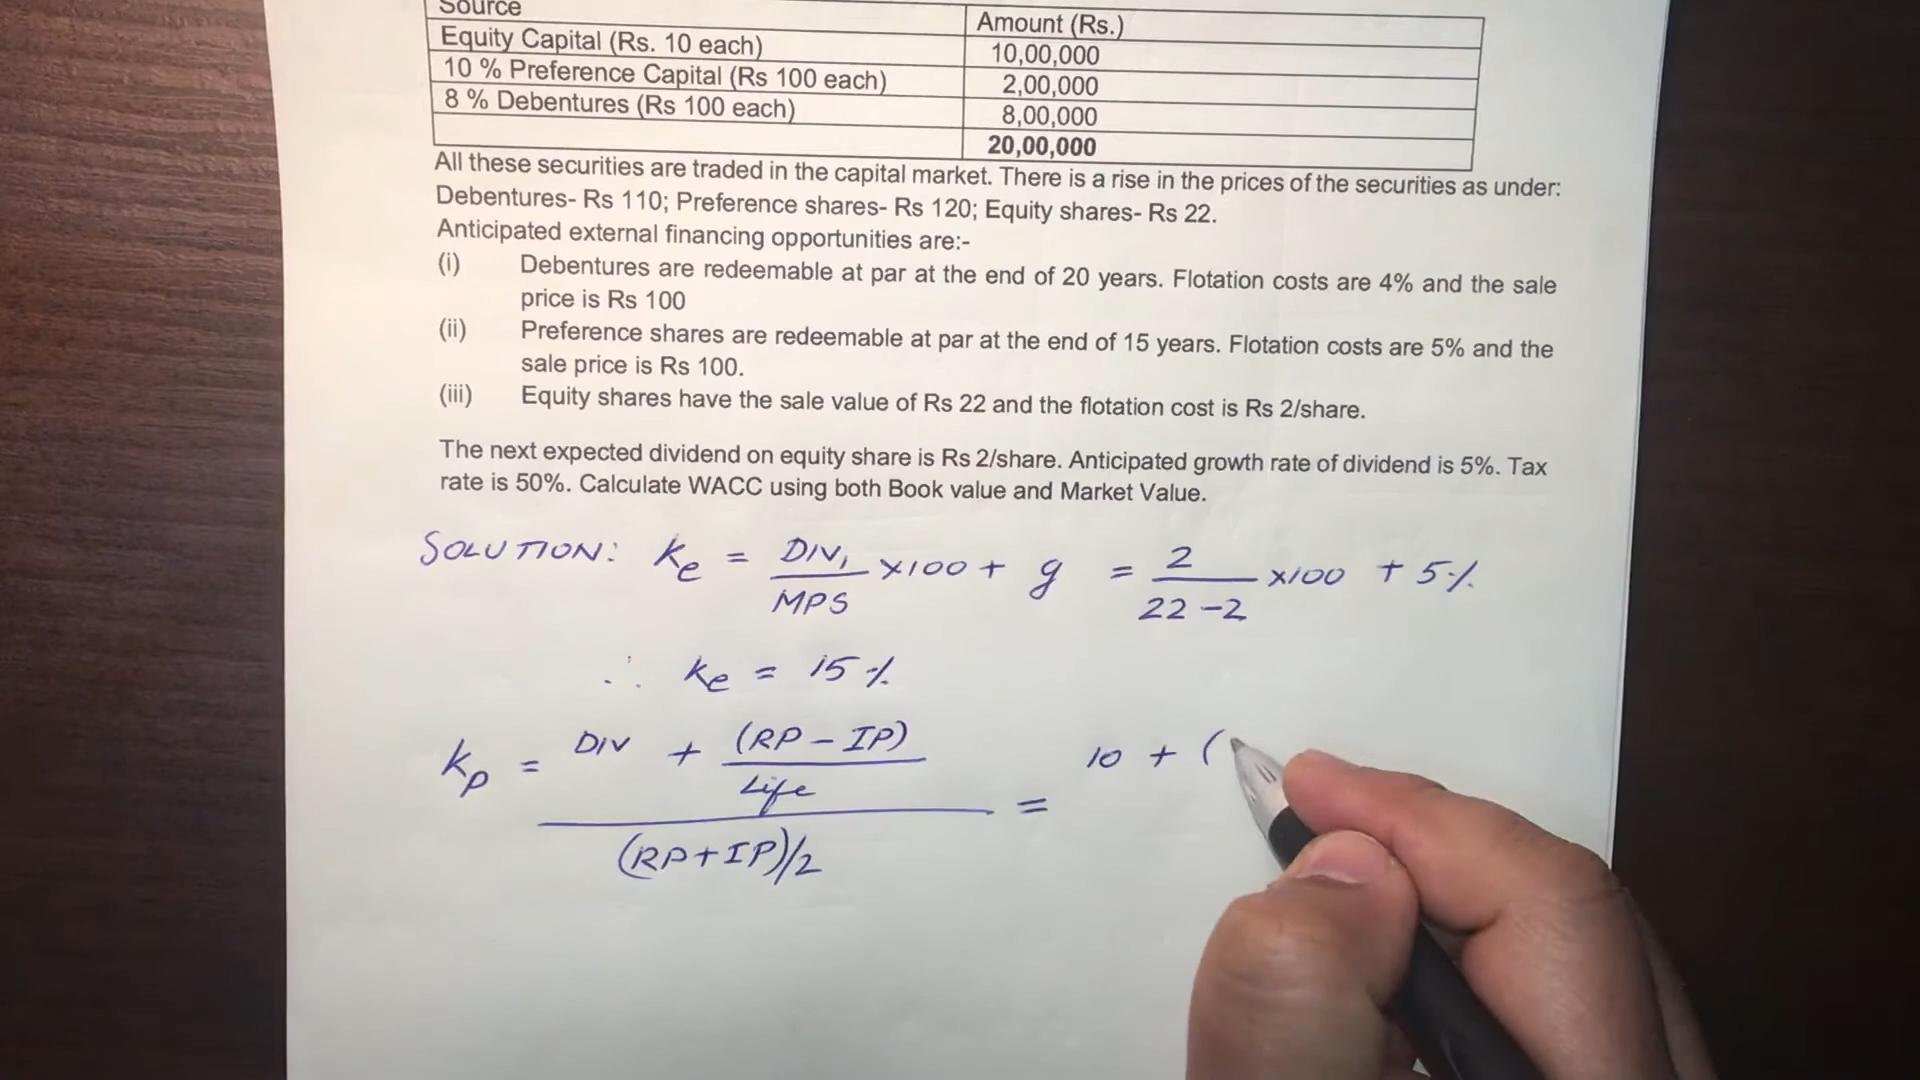 Source Amount (Rs.)
Equity Capital (Rs. 10 each) 10,00,000
10 % Preference Capital (Rs 100 each) 2,00,000
8 % Debentures (Rs 100 each) 8,00,000
20,00,000
All these securities are traded in the capital market. There is a rise in the prices of the securities as under:
Debentures- Rs 110; Preference shares- Rs 120; Equity shares- Rs 22.
Anticipated external financing opportunities are:-
(i) Debentures are redeemable at par at the end of 20 years. Flotation costs are 4% and the sale
price is Rs 100
(ii) Preference shares are redeemable at par at the end of 15 years. Flotation costs are 5% and the
sale price is Rs 100.
(iii) Equity shares have the sale value of Rs 22 and the flotation cost is Rs 2/share.
The next expected dividend on equity share is Rs 2/share. Anticipated growth rate of dividend is 5%. Tax
rate is 50%. Calculate WACC using both Book value and Market Value.
SOLUTION: Ke = DIV₁ ×100 + g = 2 ×100 + 5%
MPS 22-2
∴ Ke = 15%
Kp = DIV + (RP - IP) = 10 + (
Life
(RP+IP)/2